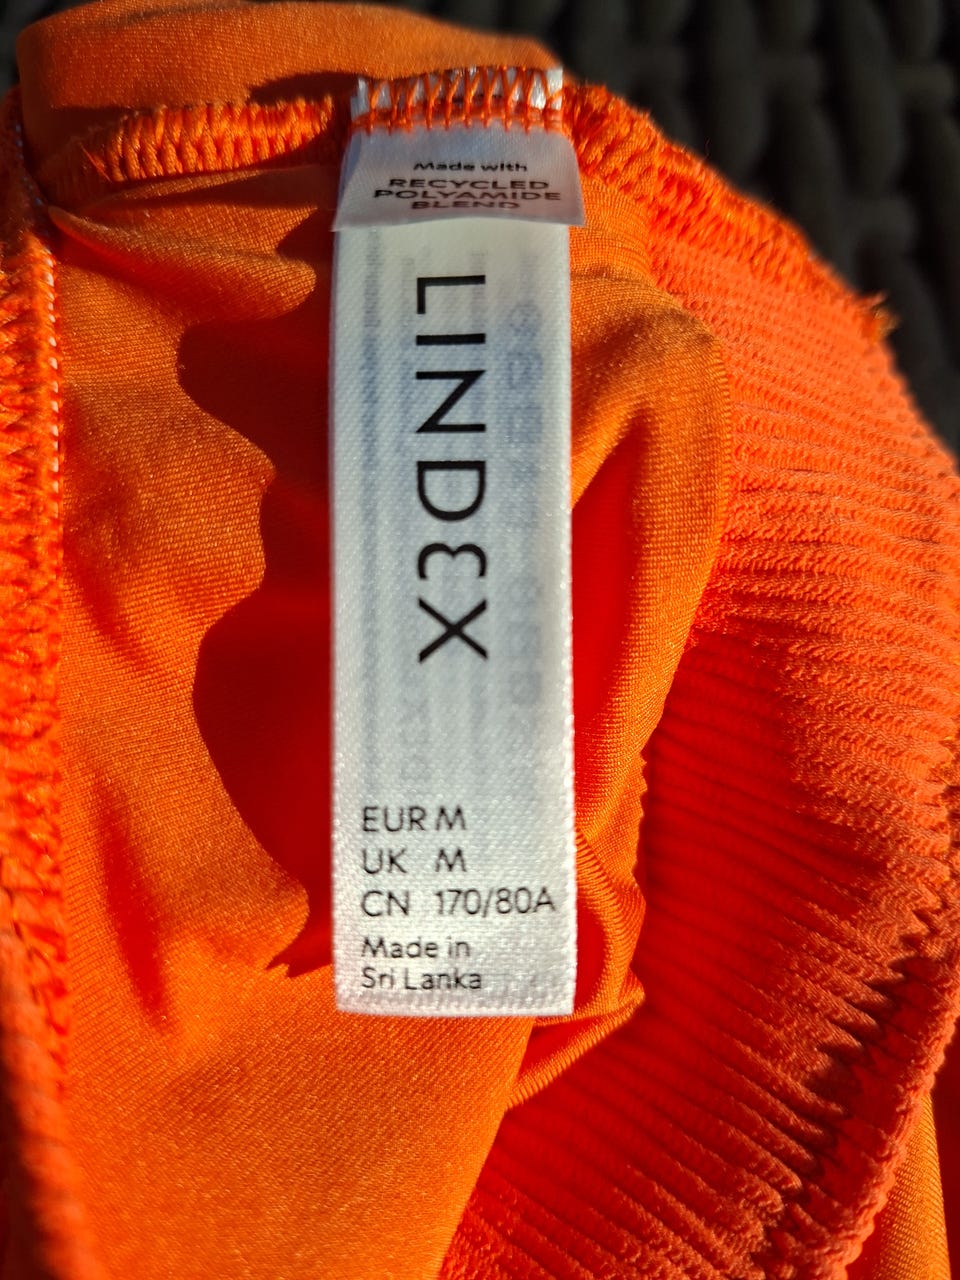 Made with
RECYCLED
POLYAMIDE
BLEND
LINDEX
EUR M
UK M
CN 170/80A
Made in
Sri Lanka